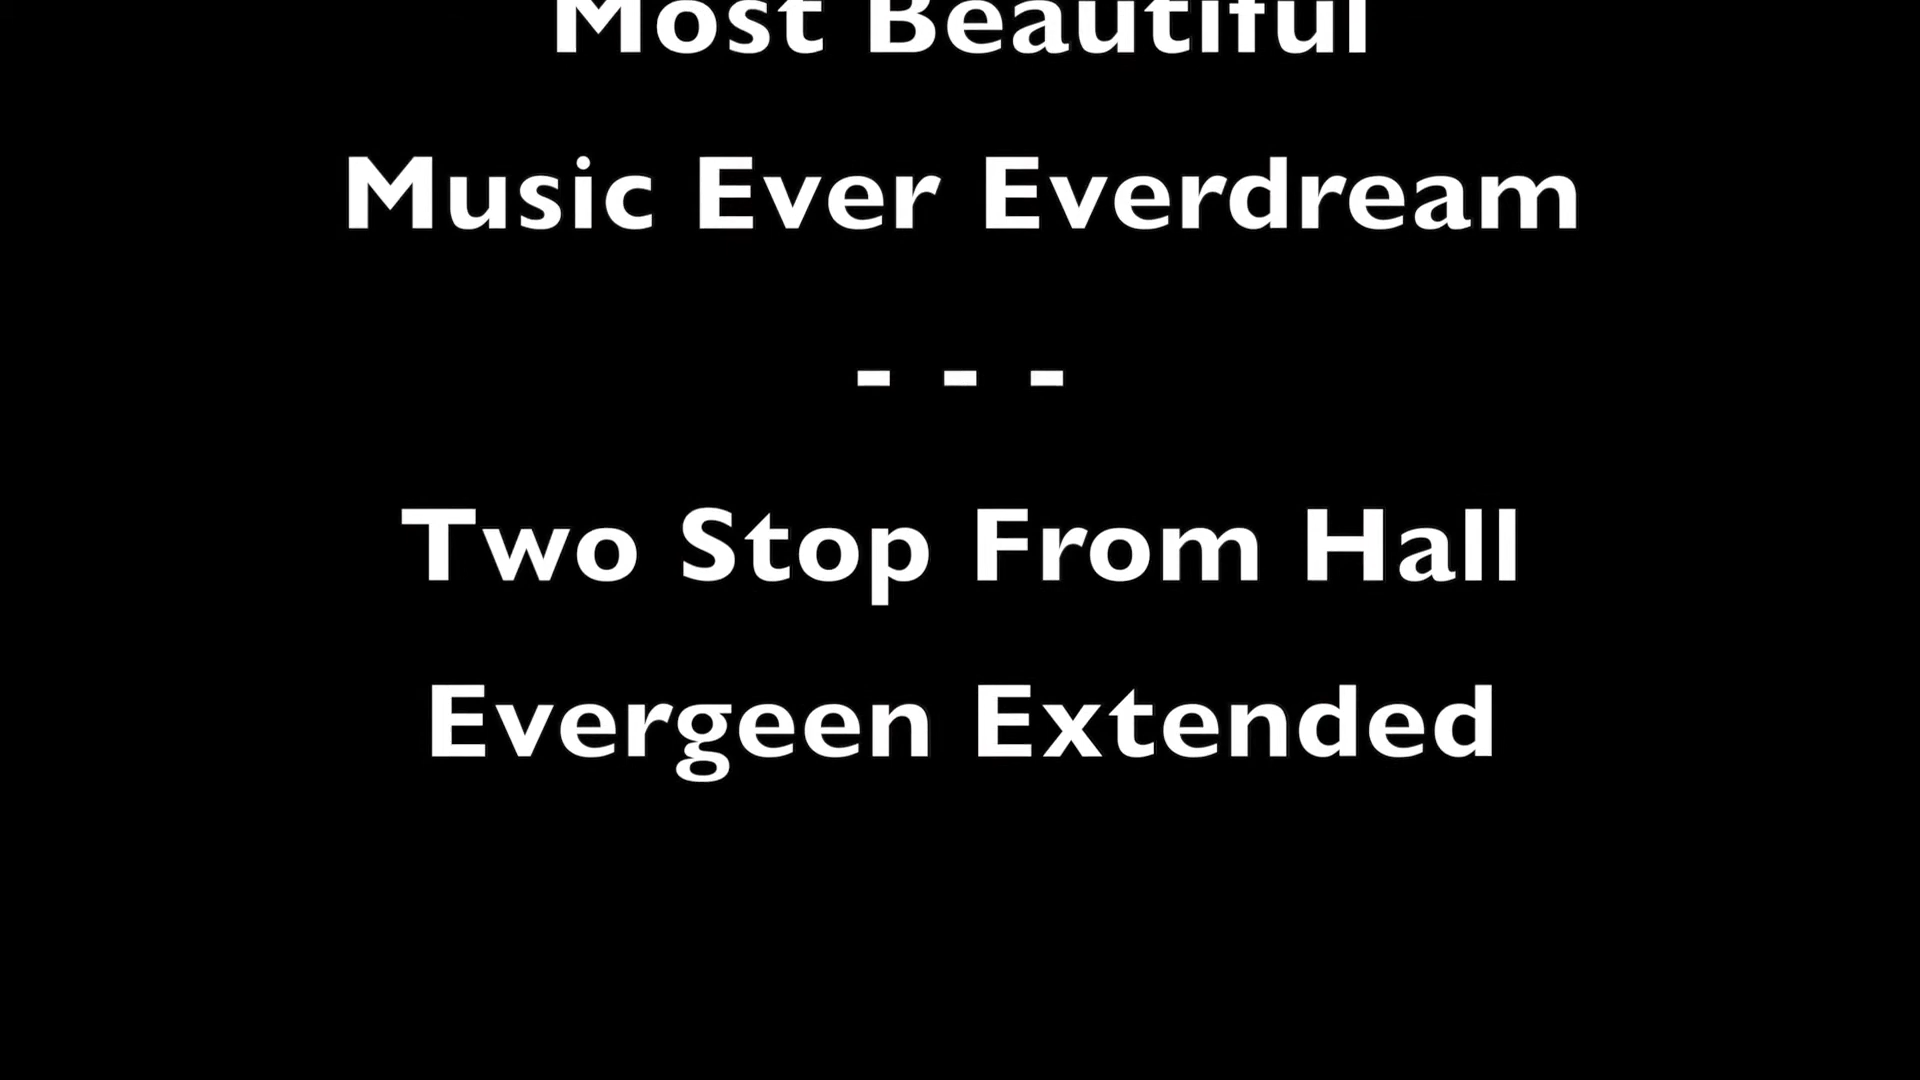 Most Beautiful
Music Ever Everdream
- - -
Two Stop From Hall
Evergeen Extended